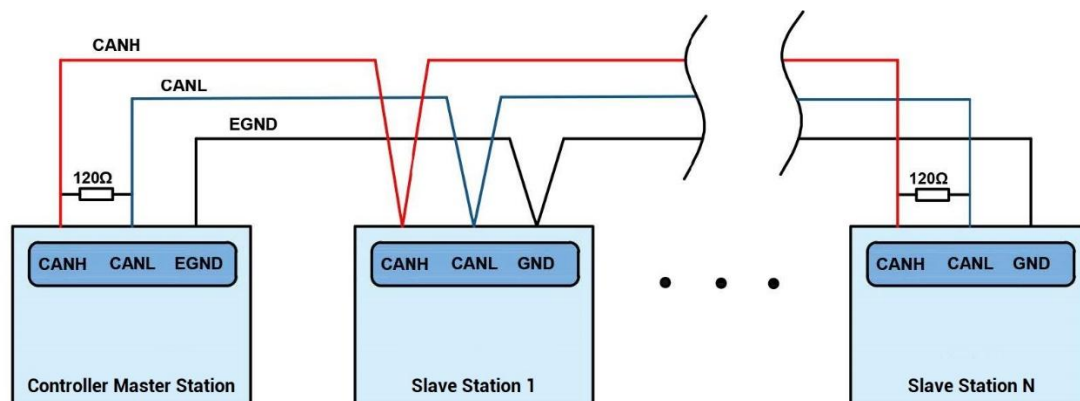 CANH
CANL
EGND
120Ω
120Ω
CANH CANL EGND
CANH CANL GND
CANH CANL GND
Controller Master Station
Slave Station 1
Slave Station N